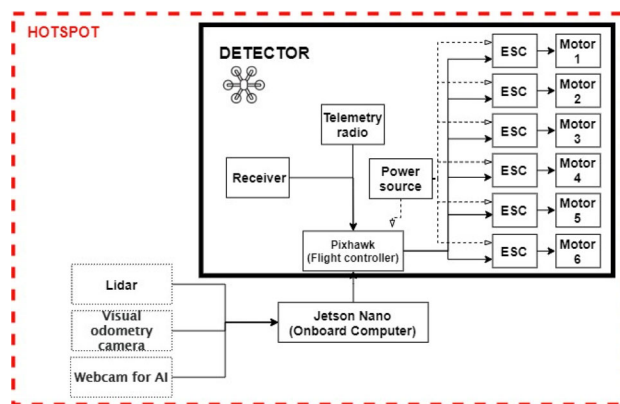 HOTSPOT
DETECTOR
Telemetry
radio
Receiver
Power
source
Pixhawk
(Flight controller)
ESC
Motor
1
ESC
Motor
2
ESC
Motor
3
ESC
Motor
4
ESC
Motor
5
ESC
Motor
6
Lidar
Visual
odometry
camera
Webcam for AI
Jetson Nano
(Onboard Computer)